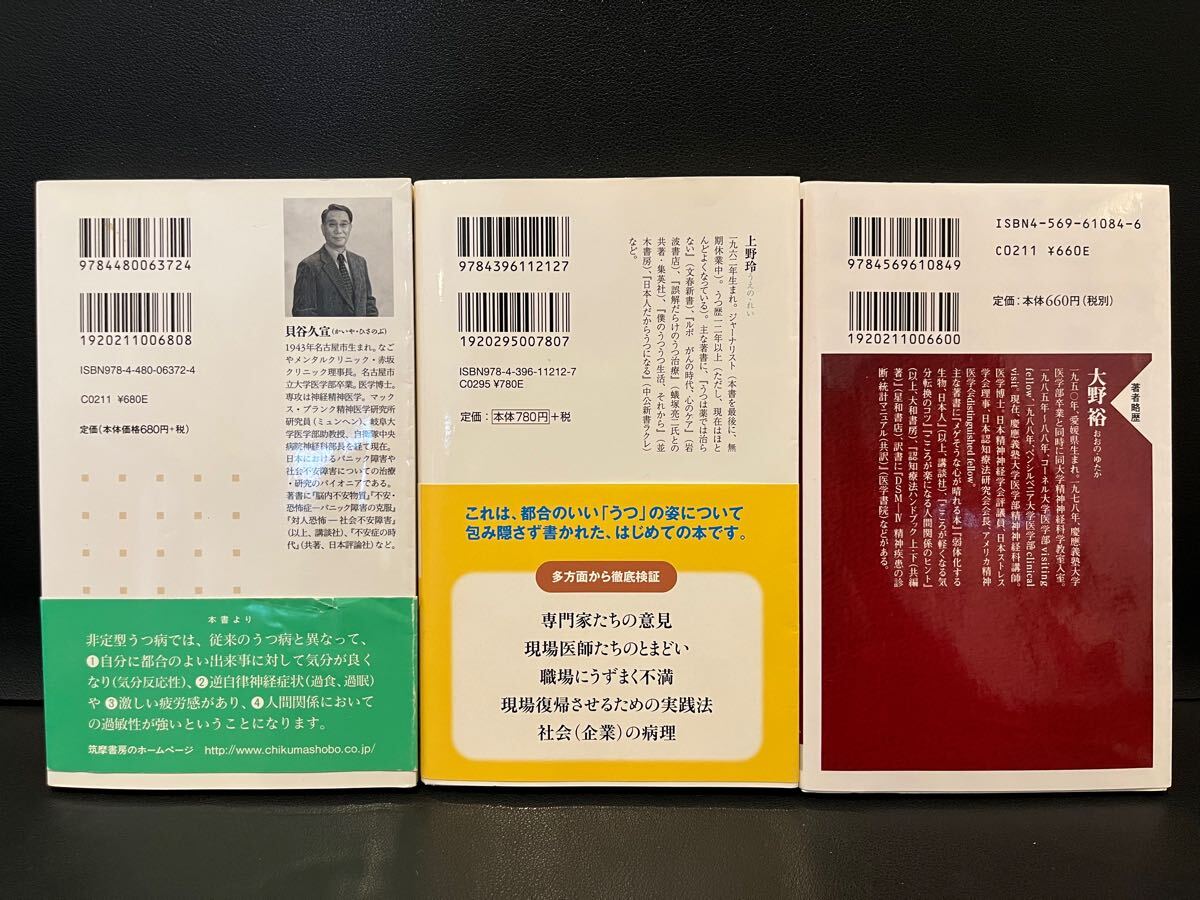 9784480063724
1920211006808
ISBN978-4-480-06372-4
C0211 ¥680E
定価(本体価格680円+税)
貝谷久宣(かいや・ひさのぶ)
1943年名古屋市生まれ。なご
やメンタルクリニック・赤坂
クリニック理事長。名古屋市
立大学医学部卒業。医学博士。
専攻は神経精神医学。マック
ス・プランク精神医学研究所
研究員(ミュンヘン)、岐阜大
学医学部助教授、自衛隊中央
病院神経科部長を経て現在。
日本におけるパニック障害や
社会不安障害についての治療
・研究のパイオニアである。
著書に『脳内不安物質』『不安・
恐怖症―パニック障害の克服』
『対人恐怖―社会不安障害』
(以上、講談社)、『不安症の時
代』(共著、日本評論社)など。
本書より
非定型うつ病では、従来のうつ病と異なって、
❶自分に都合のよい出来事に対して気分が良く
なり(気分反応性)、❷逆自律神経症状(過食、過眠)
や❸激しい疲労感があり、❹人間関係において
の過敏性が強いということになります。
筑摩書房のホームページ http://www.chikumashobo.co.jp/
9784396112127
1920295007807
ISBN978-4-396-11212-7
C0295 ¥780E
定価:本体780円+税
上野玲 うえの・れい
一九六二年生まれ。ジャーナリスト(本書を最後に、無
期休業中)。うつ歴一二年以上(ただし、現在はほと
んどよくなっている)。主な著書に、『うつは薬では治ら
ない』(文春新書)、『ルポ がんの時代、心のケア』(岩
波書店)、『誤解だらけのうつ治療』(蟻塚亮二氏との
共著・集英社)、『僕のうつうつ生活、それから』(並
木書房)、『日本人だからうつになる』(中公新書ラクレ)
など。
これは、都合のいい「うつ」の姿について
包み隠さず書かれた、はじめての本です。
多方面から徹底検証
専門家たちの意見
現場医師たちのとまどい
職場にうずまく不満
現場復帰させるための実践法
社会(企業)の病理
9784569610849
1920211006600
ISBN4-569-61084-6
C0211 ¥660E
定価:本体660円(税別)
著者略歴
大野裕 おおの・ゆたか
一九五〇年、愛媛県生まれ。一九七八年、慶應義塾大学
医学部卒業と同時に同大学精神神経科学教室入室。
一九八五年~八八年、コーネル大学医学部visiting
fellow、一九八八年、ペンシルベニア大学医学部clinical
visit。現在、慶應義塾大学医学部精神神経科講師。
医学博士。日本精神神経学会評議員、日本ストレス
学会理事、日本認知療法研究会会長、アメリカ精神
医学会distinguished fellow。
主な著書に、『メゲそうな心が晴れる本』『弱体化する
生物、日本人』(以上、講談社)、『こころが軽くなる気
分転換のコツ』『こころが楽になる人間関係のヒント』
(以上、大和書房)、『認知療法ハンドブック上・下』(共編
著)(星和書店)、訳書に『DSM―Ⅳ 精神疾患の診
断・統計マニュアル(共訳)』(医学書院)などがある。